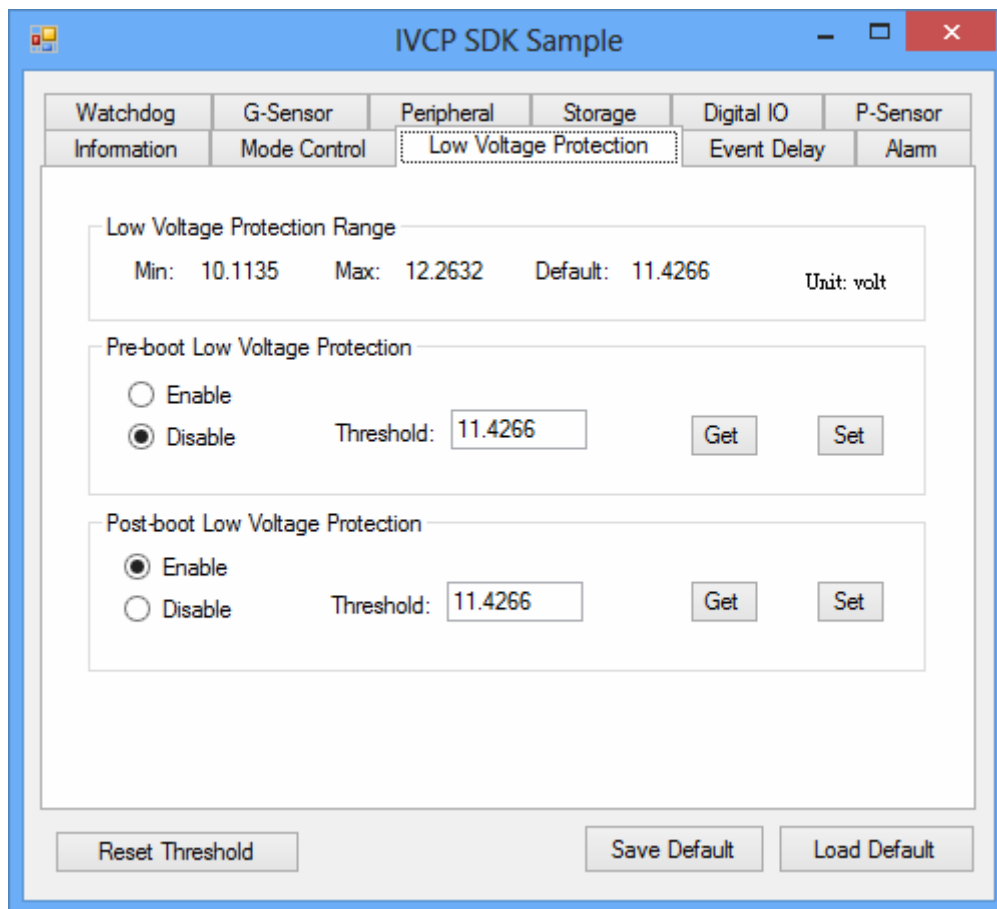 IVCP SDK Sample
Watchdog G-Sensor Peripheral Storage Digital IO P-Sensor
Information Mode Control Low Voltage Protection Event Delay Alarm
Low Voltage Protection Range
Min: 10.1135 Max: 12.2632 Default: 11.4266 Unit: volt
Pre-boot Low Voltage Protection
Enable
Disable Threshold: 11.4266 Get Set
Post-boot Low Voltage Protection
Enable
Disable Threshold: 11.4266 Get Set
Reset Threshold Save Default Load Default